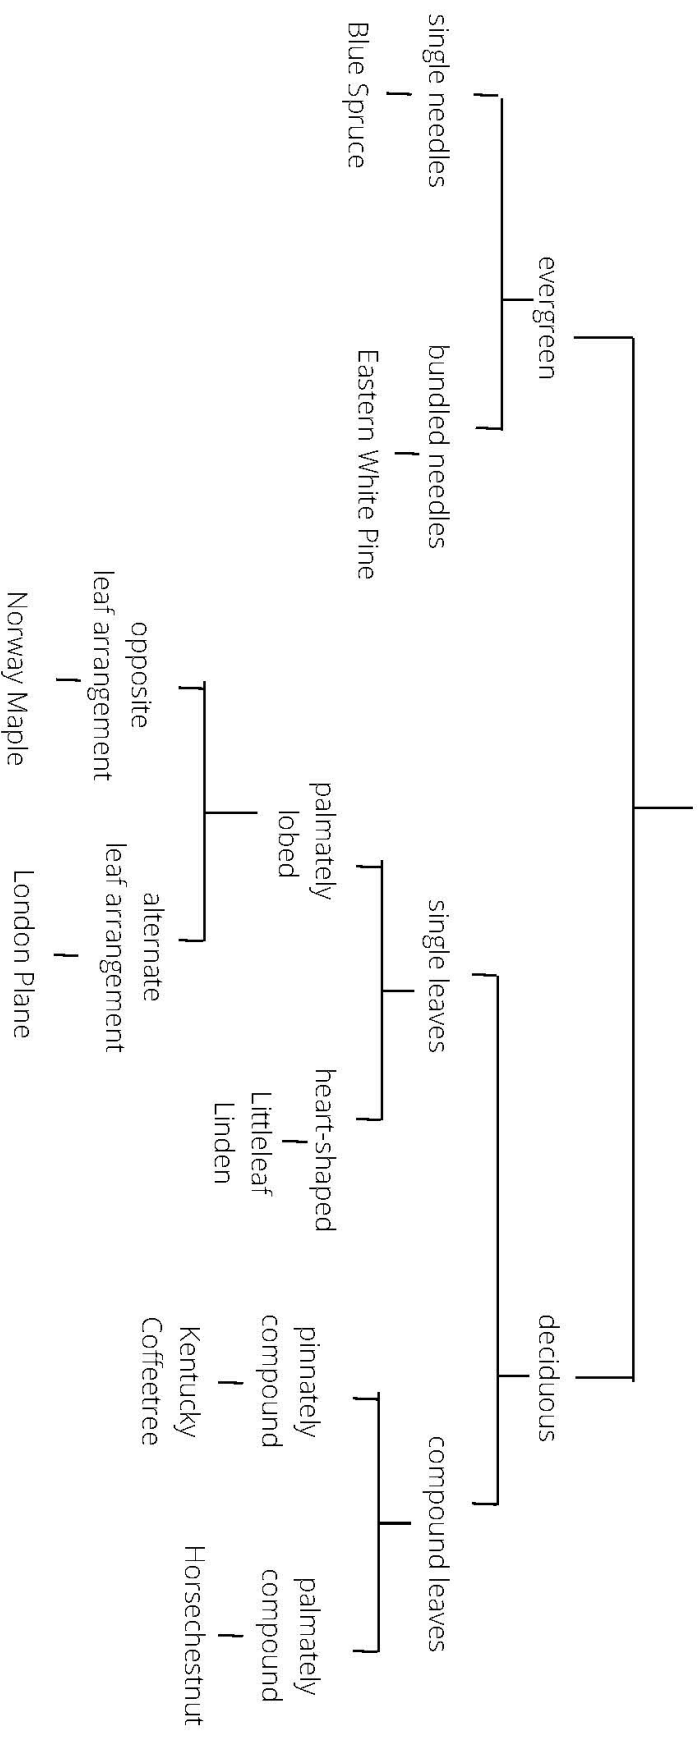 evergreen
deciduous
single needles
bundled needles
single leaves
compound leaves
Blue Spruce
Eastern White Pine
palmately
lobed
heart-shaped
pinnately
compound
palmately
compound
Littleleaf
Linden
Kentucky
Coffeetree
Horsechestnut
opposite
leaf arrangement
alternate
leaf arrangement
Norway Maple
London Plane